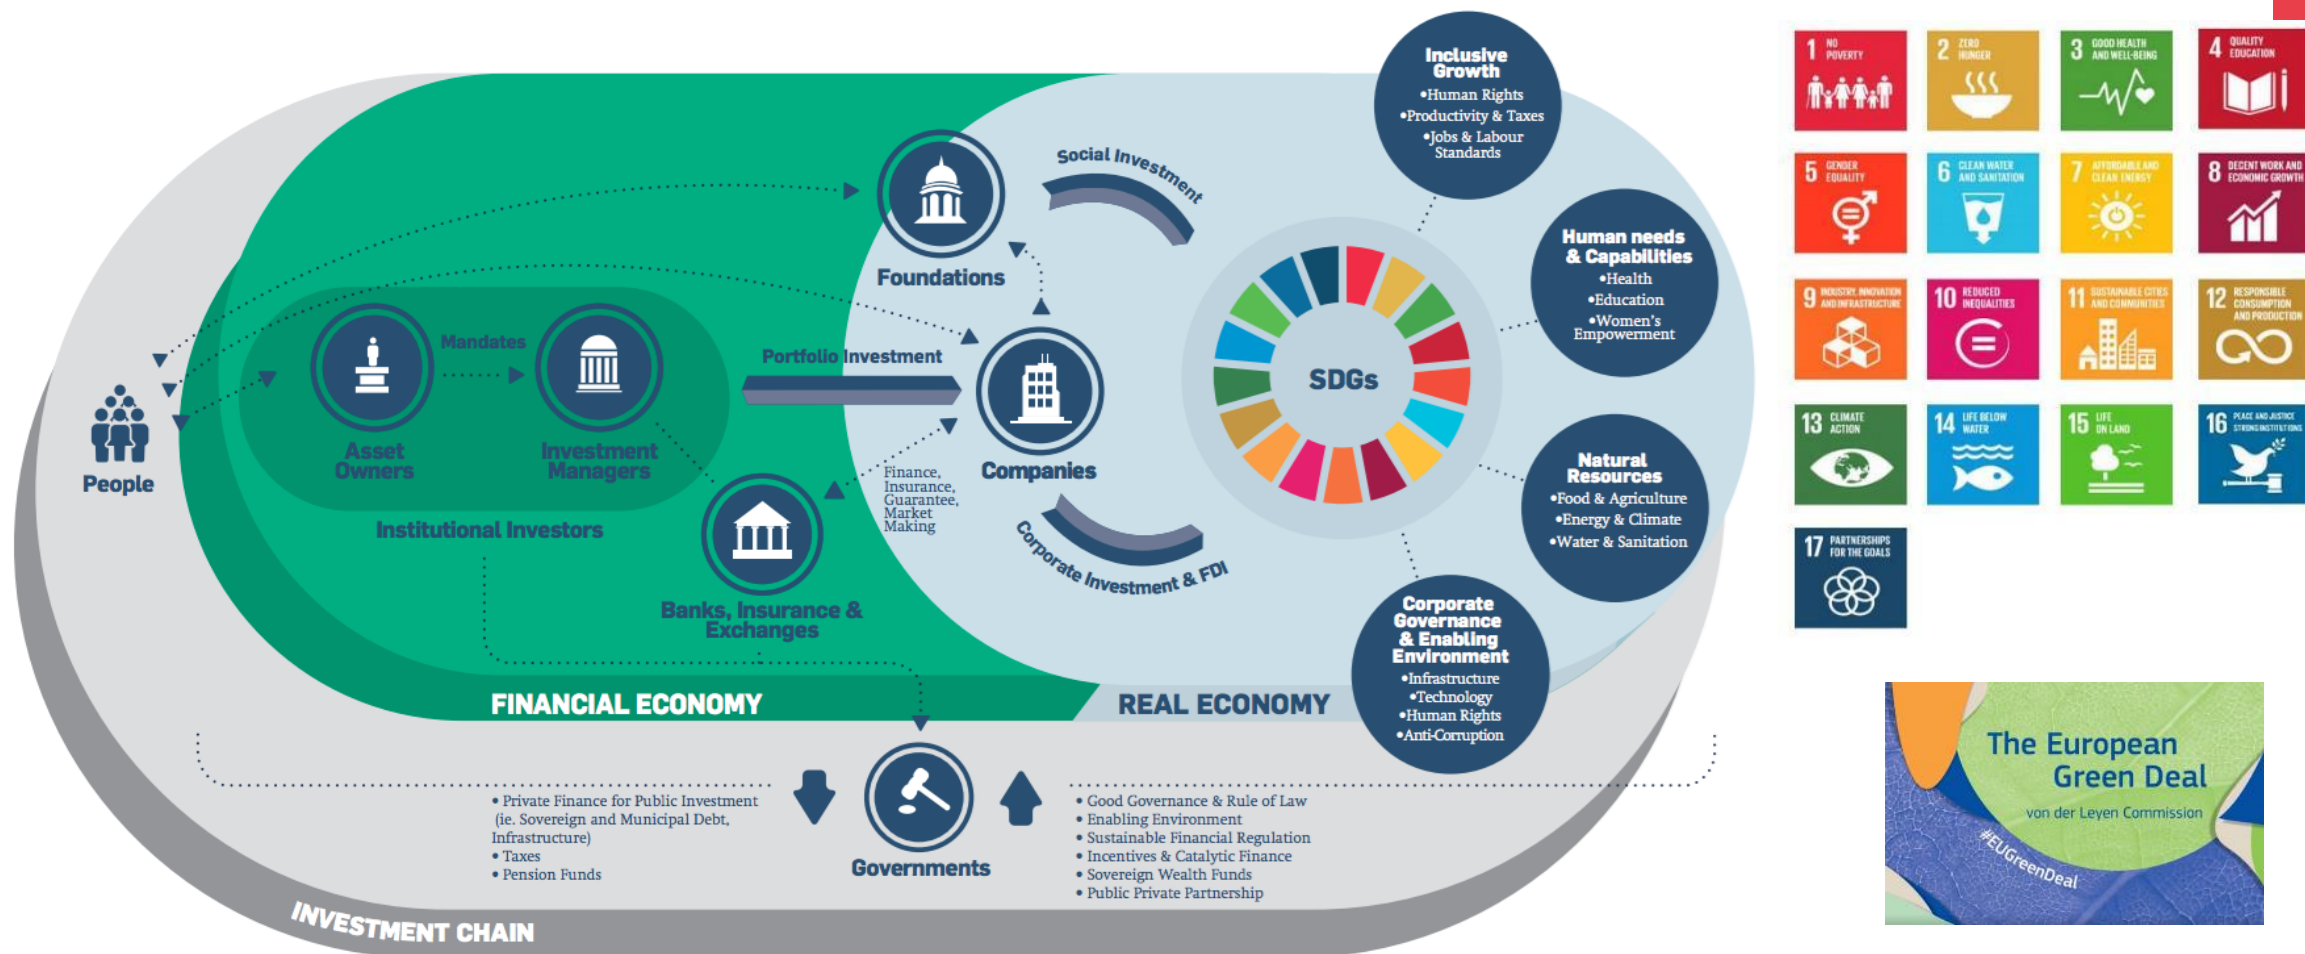 Inclusive
Growth
•Human Rights
•Productivity & Taxes
•Jobs & Labour
Standards
Social Investment
Foundations
Human needs
& Capabilities
•Health
•Education
•Women's
Empowerment
Mandates
Portfolio Investment
SDGs
People
Asset
Owners
Investment
Managers
Companies
Finance,
Insurance,
Guarantee,
Market
Making
Institutional Investors
Natural
Resources
•Food & Agriculture
•Energy & Climate
•Water & Sanitation
Corporate Investment & FDI
Banks, Insurance &
Exchanges
Corporate
Governance
& Enabling
Environment
•Infrastructure
•Technology
•Human Rights
•Anti-Corruption
FINANCIAL ECONOMY
REAL ECONOMY
• Private Finance for Public Investment
(ie. Sovereign and Municipal Debt,
Infrastructure)
• Taxes
• Pension Funds
Governments
• Good Governance & Rule of Law
• Enabling Environment
• Sustainable Financial Regulation
• Incentives & Catalytic Finance
• Sovereign Wealth Funds
• Public Private Partnership
INVESTMENT CHAIN
1 NO
POVERTY
2 ZERO
HUNGER
3 GOOD HEALTH
AND WELL-BEING
4 QUALITY
EDUCATION
5 GENDER
EQUALITY
6 CLEAN WATER
AND SANITATION
7 AFFORDABLE AND
CLEAN ENERGY
8 DECENT WORK AND
ECONOMIC GROWTH
9 INDUSTRY, INNOVATION
AND INFRASTRUCTURE
10 REDUCED
INEQUALITIES
11 SUSTAINABLE CITIES
AND COMMUNITIES
12 RESPONSIBLE
CONSUMPTION
AND PRODUCTION
13 CLIMATE
ACTION
14 LIFE BELOW
WATER
15 LIFE
ON LAND
16 PEACE AND JUSTICE
STRONG INSTITUTIONS
17 PARTNERSHIPS
FOR THE GOALS
The European
Green Deal
von der Leyen Commission
#EUGreenDeal